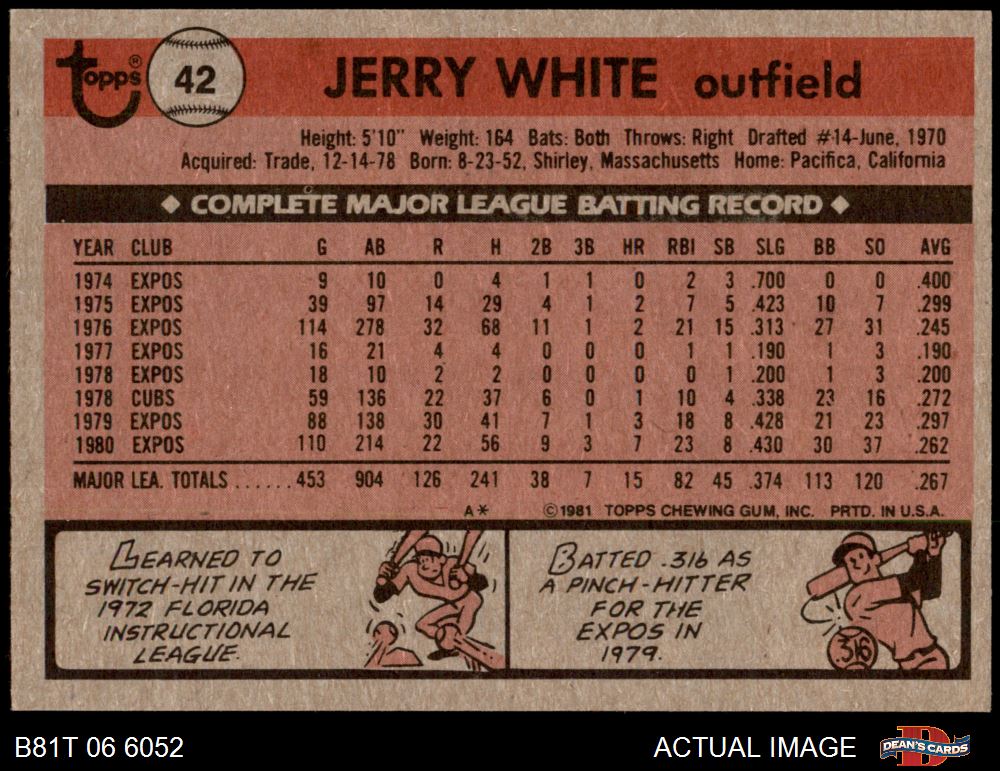 Topps® 42 JERRY WHITE outfield
Height: 5'10" Weight: 164 Bats: Both Throws: Right Drafted #14-June, 1970
Acquired: Trade, 12-14-78 Born: 8-23-52, Shirley, Massachusetts Home: Pacifica, California
◆ COMPLETE MAJOR LEAGUE BATTING RECORD ◆
YEAR CLUB G AB R H 2B 3B HR RBI SB SLG BB SO AVG
1974 EXPOS 9 10 0 4 1 1 0 2 3 .700 0 0 .400
1975 EXPOS 39 97 14 29 4 1 2 7 5 .423 10 7 .299
1976 EXPOS 114 278 32 68 11 1 2 21 15 .313 27 31 .245
1977 EXPOS 16 21 4 4 0 0 0 1 1 .190 1 3 .190
1978 EXPOS 18 10 2 2 0 0 0 0 1 .200 1 3 .200
1978 CUBS 59 136 22 37 6 0 1 10 4 .338 23 16 .272
1979 EXPOS 88 138 30 41 7 1 3 18 8 .428 21 23 .297
1980 EXPOS 110 214 22 56 9 3 7 23 8 .430 30 37 .262
MAJOR LEA. TOTALS ...... 453 904 126 241 38 7 15 82 45 .374 113 120 .267
A* ©1981 TOPPS CHEWING GUM, INC. PRTD. IN U.S.A.
LEARNED TO
SWITCH-HIT IN THE
1972 FLORIDA
INSTRUCTIONAL
LEAGUE.
BATTED .316 AS
A PINCH-HITTER
FOR THE
EXPOS IN
1979.
.316
B81T 06 6052 ACTUAL IMAGE DEAN'S CARDS